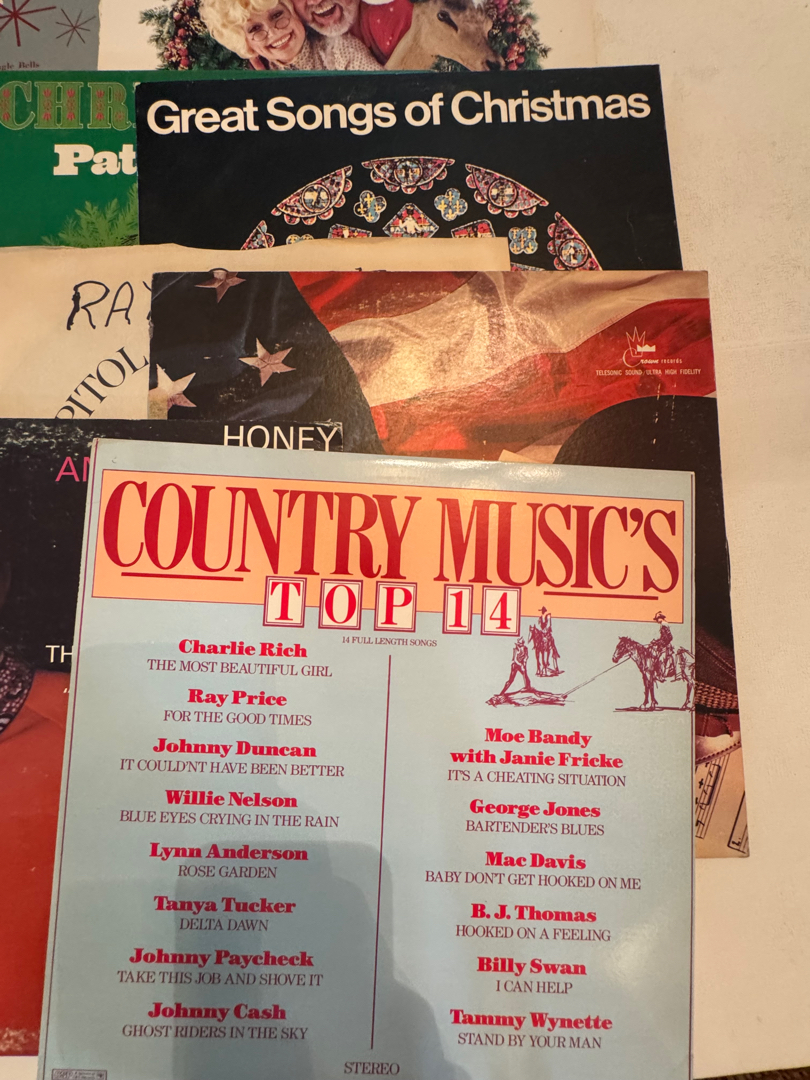 gle Bells
CHR
Pat
Great Songs of Christmas
RAY
PITOL
Crown RECORDS
TELESONIC SOUND ULTRA HIGH FIDELITY
HONEY
AN
TH
COUNTRY MUSIC'S
TOP 14
14 FULL LENGTH SONGS
Charlie Rich
THE MOST BEAUTIFUL GIRL
Ray Price
FOR THE GOOD TIMES
Johnny Duncan
IT COULD'NT HAVE BEEN BETTER
Willie Nelson
BLUE EYES CRYING IN THE RAIN
Lynn Anderson
ROSE GARDEN
Tanya Tucker
DELTA DAWN
Johnny Paycheck
TAKE THIS JOB AND SHOVE IT
Johnny Cash
GHOST RIDERS IN THE SKY
Moe Bandy
with Janie Fricke
IT'S A CHEATING SITUATION
George Jones
BARTENDER'S BLUES
Mac Davis
BABY DON'T GET HOOKED ON ME
B. J. Thomas
HOOKED ON A FEELING
Billy Swan
I CAN HELP
Tammy Wynette
STAND BY YOUR MAN
STEREO